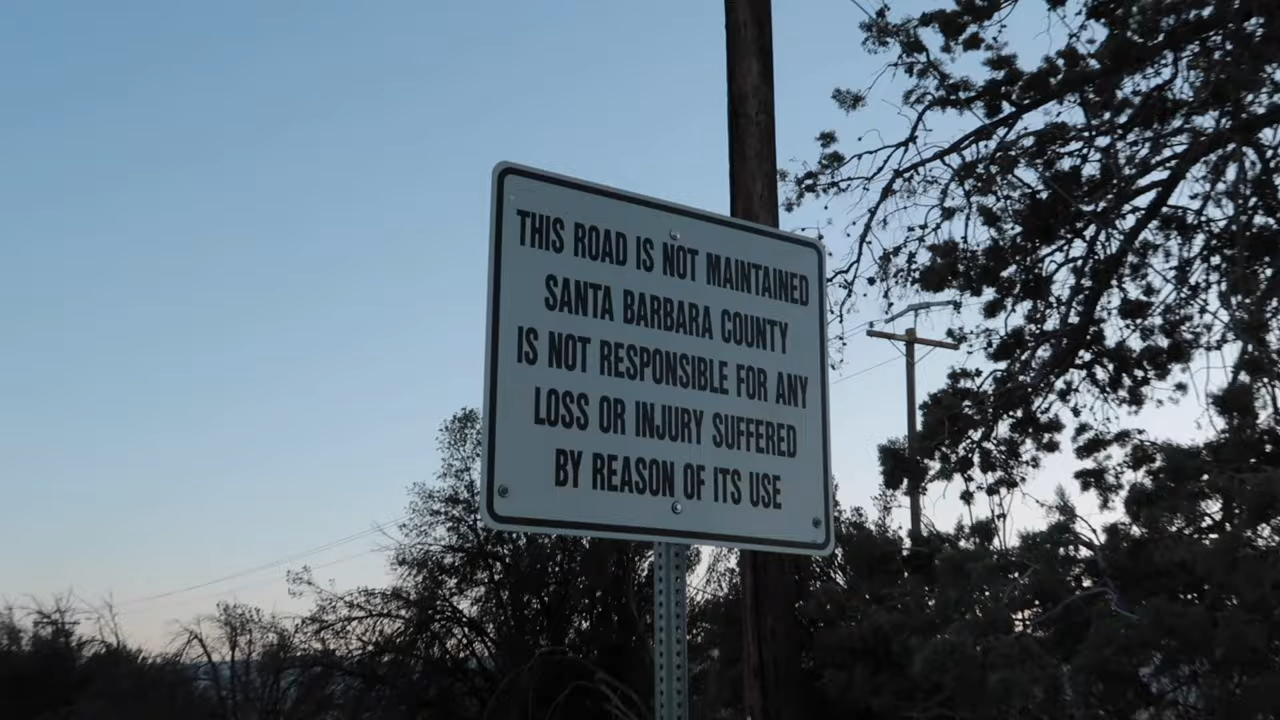 THIS ROAD IS NOT MAINTAINED
SANTA BARBARA COUNTY
IS NOT RESPONSIBLE FOR ANY
LOSS OR INJURY SUFFERED
BY REASON OF ITS USE